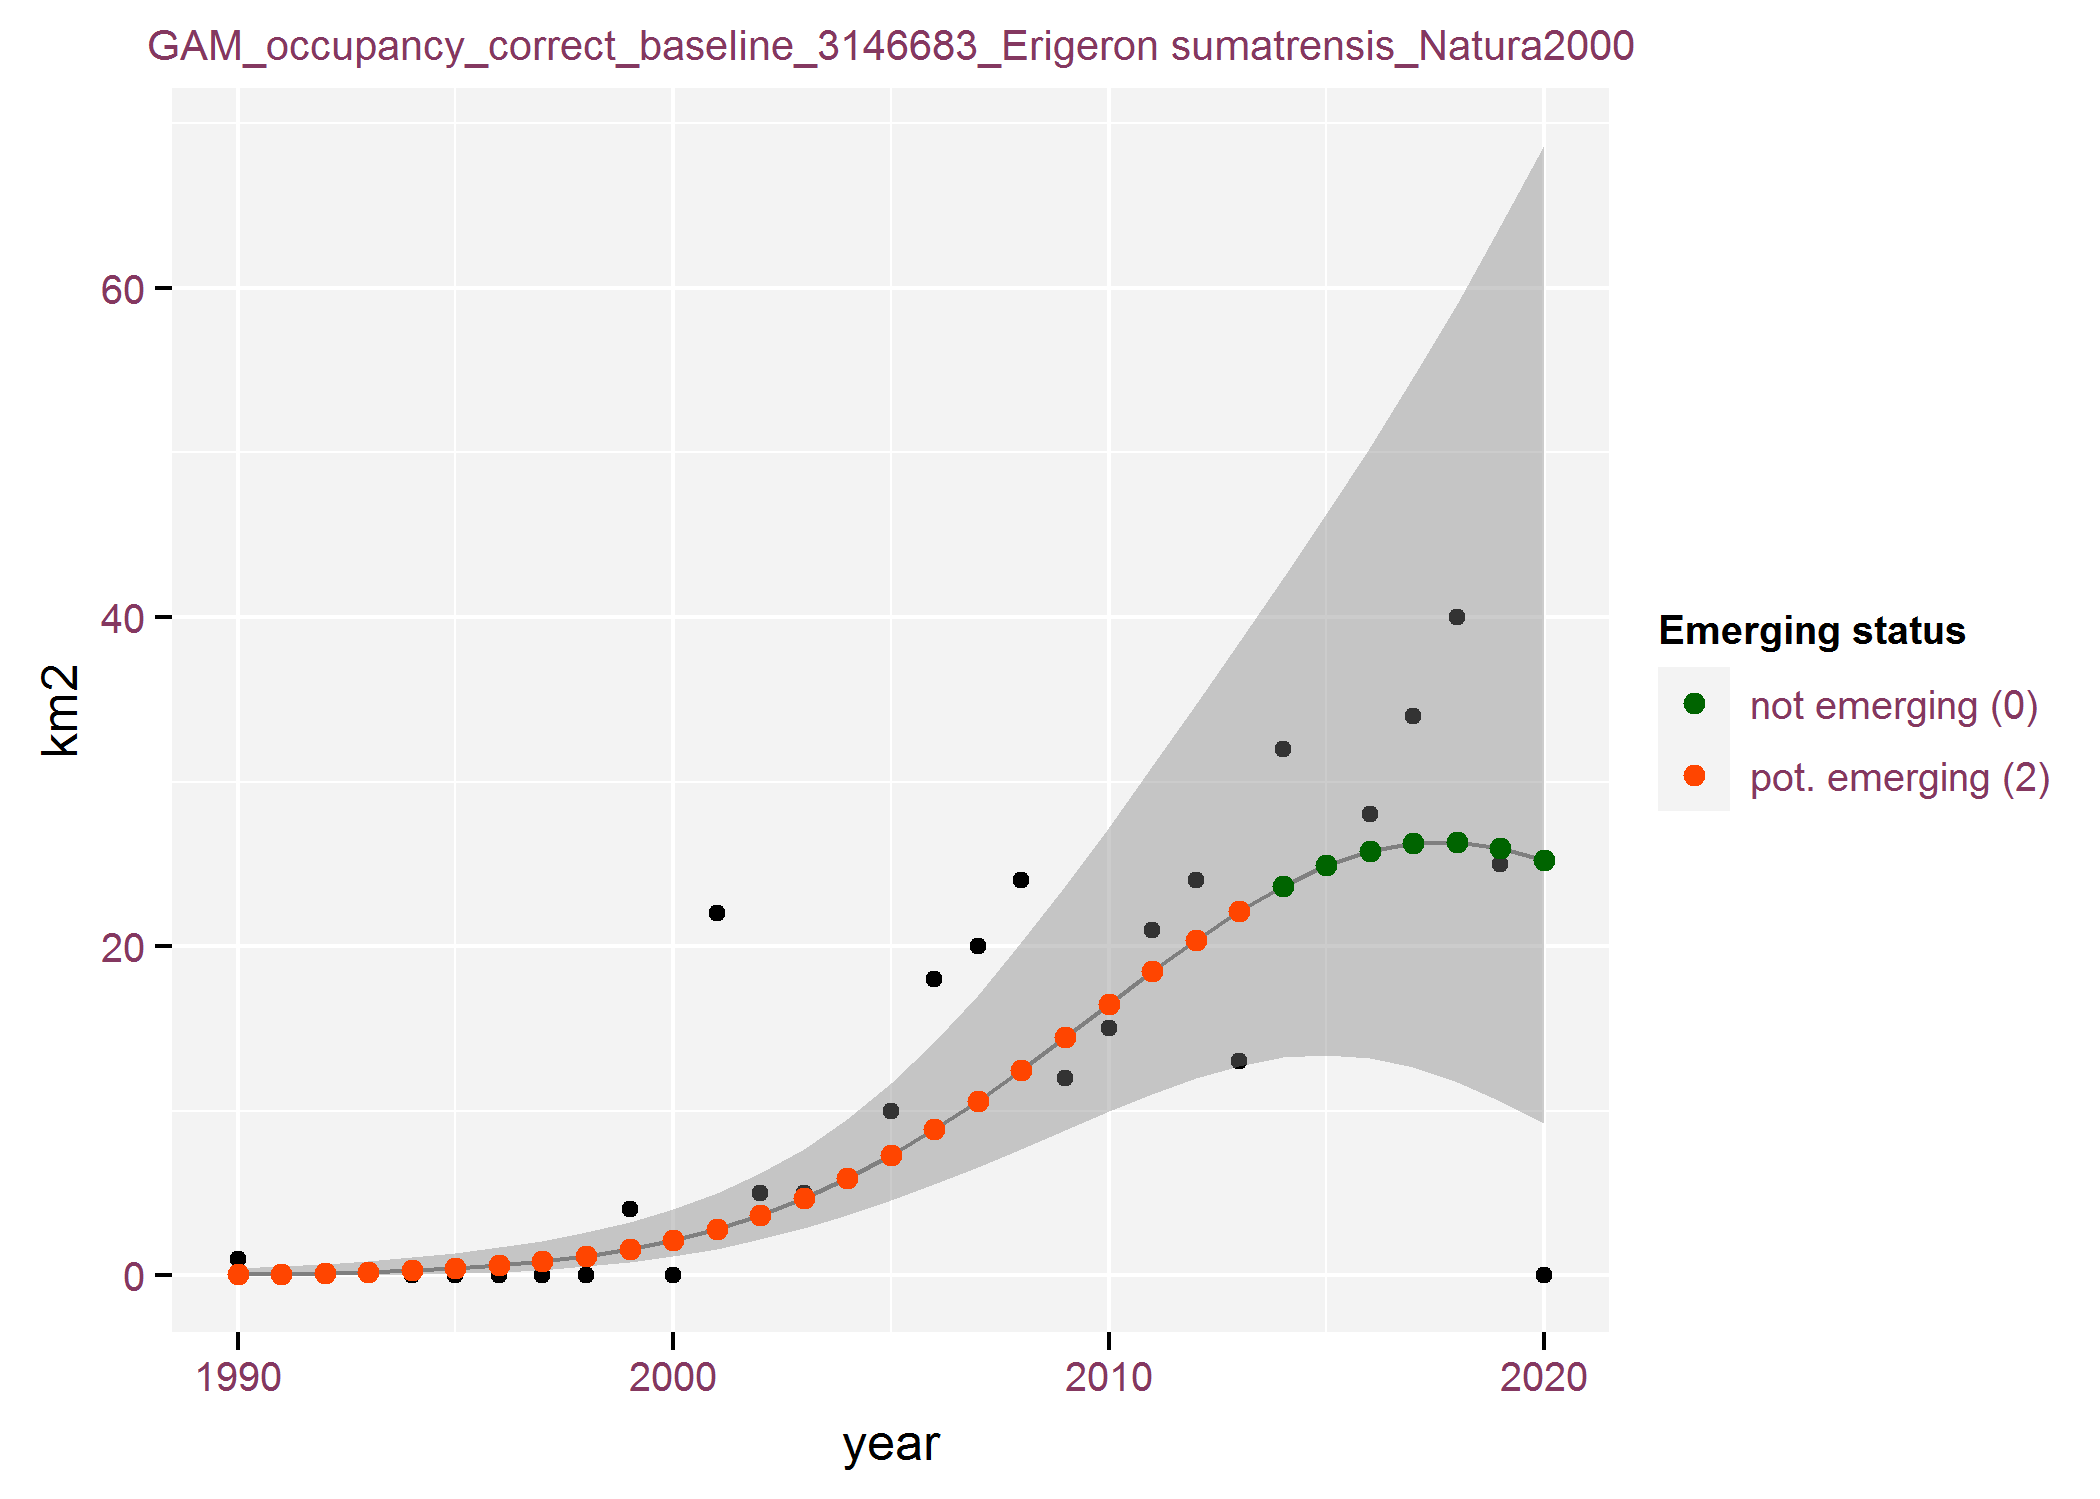 GAM_occupancy_correct_baseline_3146683_Erigeron sumatrensis_Natura2000
60
40
20
0
km2
1990 2000 2010 2020
year
Emerging status
not emerging (0)
pot. emerging (2)